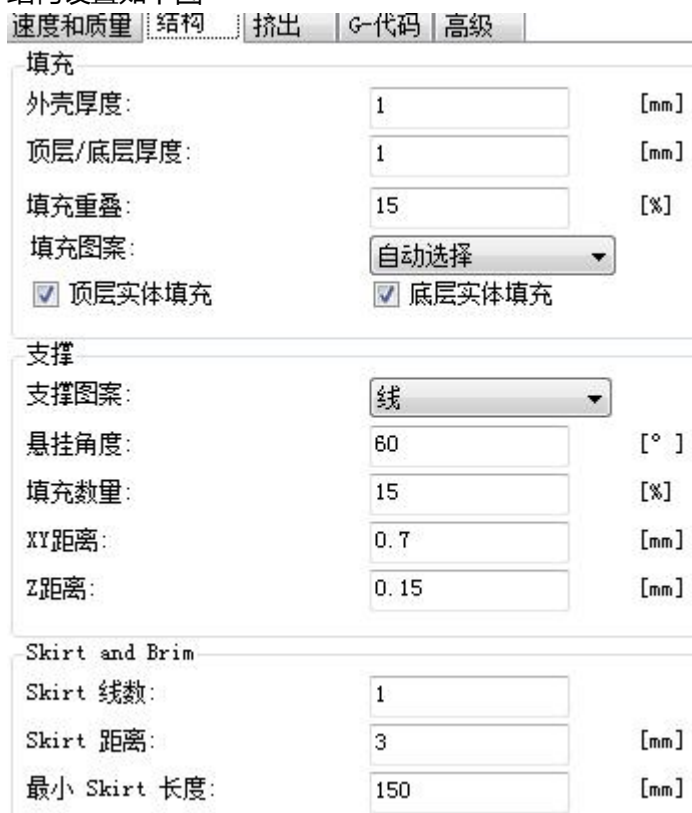 速度和质量 结构 挤出 G-代码 高级
填充
外壳厚度: 1 [mm]
顶层/底层厚度: 1 [mm]
填充重叠: 15 [%]
填充图案: 自动选择
顶层实体填充 底层实体填充
支撑
支撑图案: 线
悬挂角度: 60 [° ]
填充数量: 15 [%]
XY距离: 0.7 [mm]
Z距离: 0.15 [mm]
Skirt and Brim
Skirt 线数: 1
Skirt 距离: 3 [mm]
最小 Skirt 长度: 150 [mm]